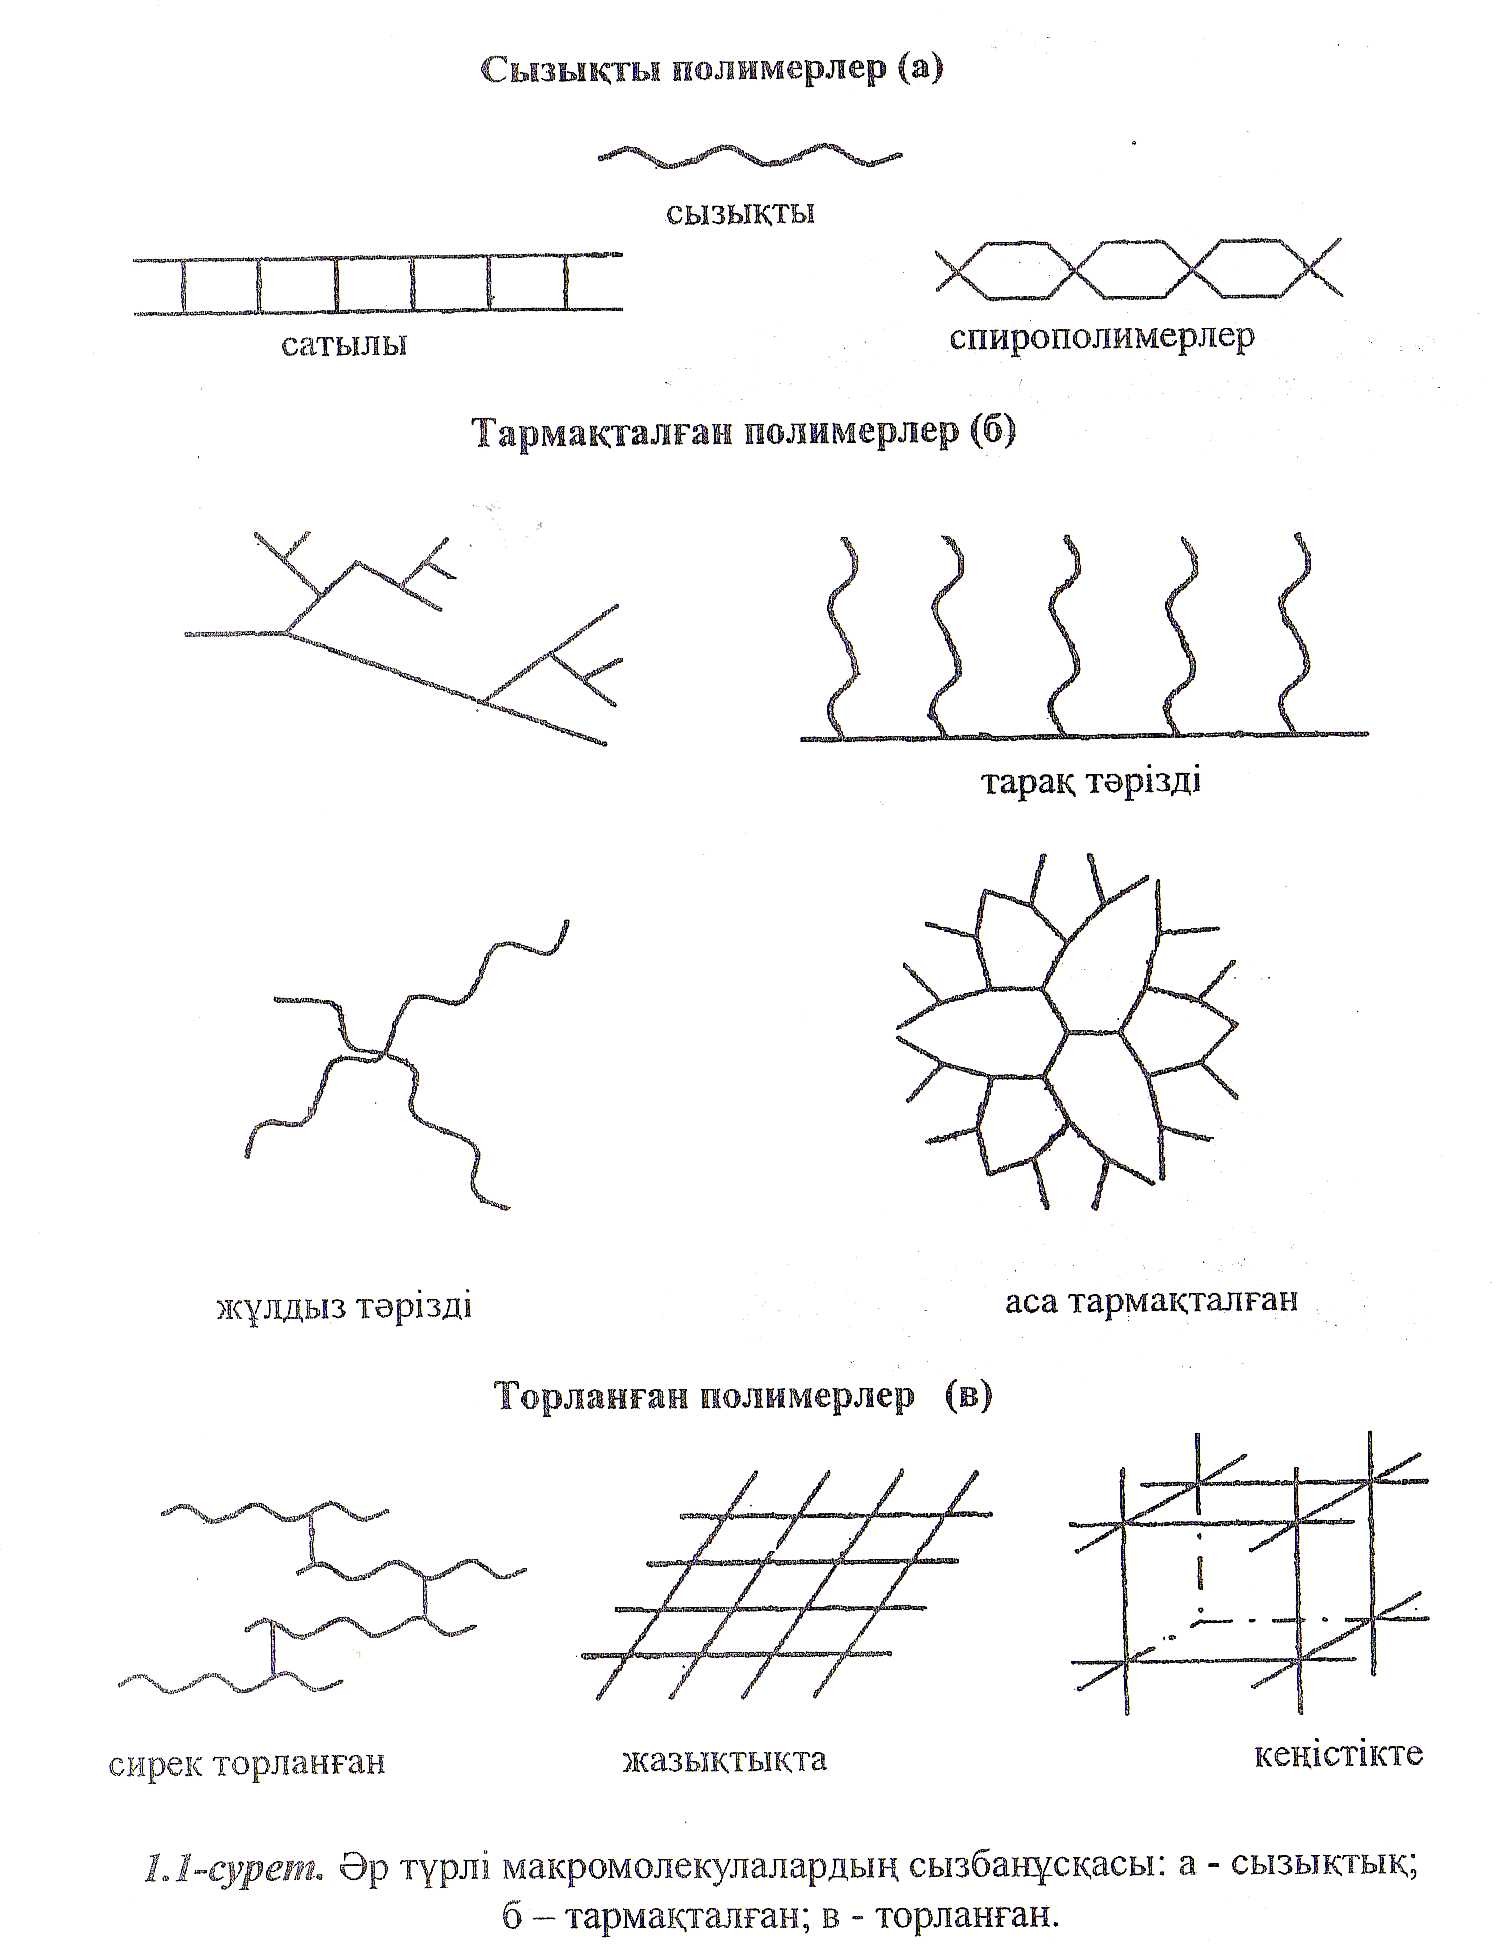 Сызықты полимерлер (а)
сызықты
сатылы
спирополимерлер
Тармақталған полимерлер (б)
тарақ тәрізді
жұлдыз тәрізді
аса тармақталған
Торланған полимерлер (в)
сирек торланған
жазықтықта
кеңістікте
1.1-сурет. Әр түрлі макромолекулалардың сызбанұсқасы: а - сызықтық;
б – тармақталған; в - торланған.